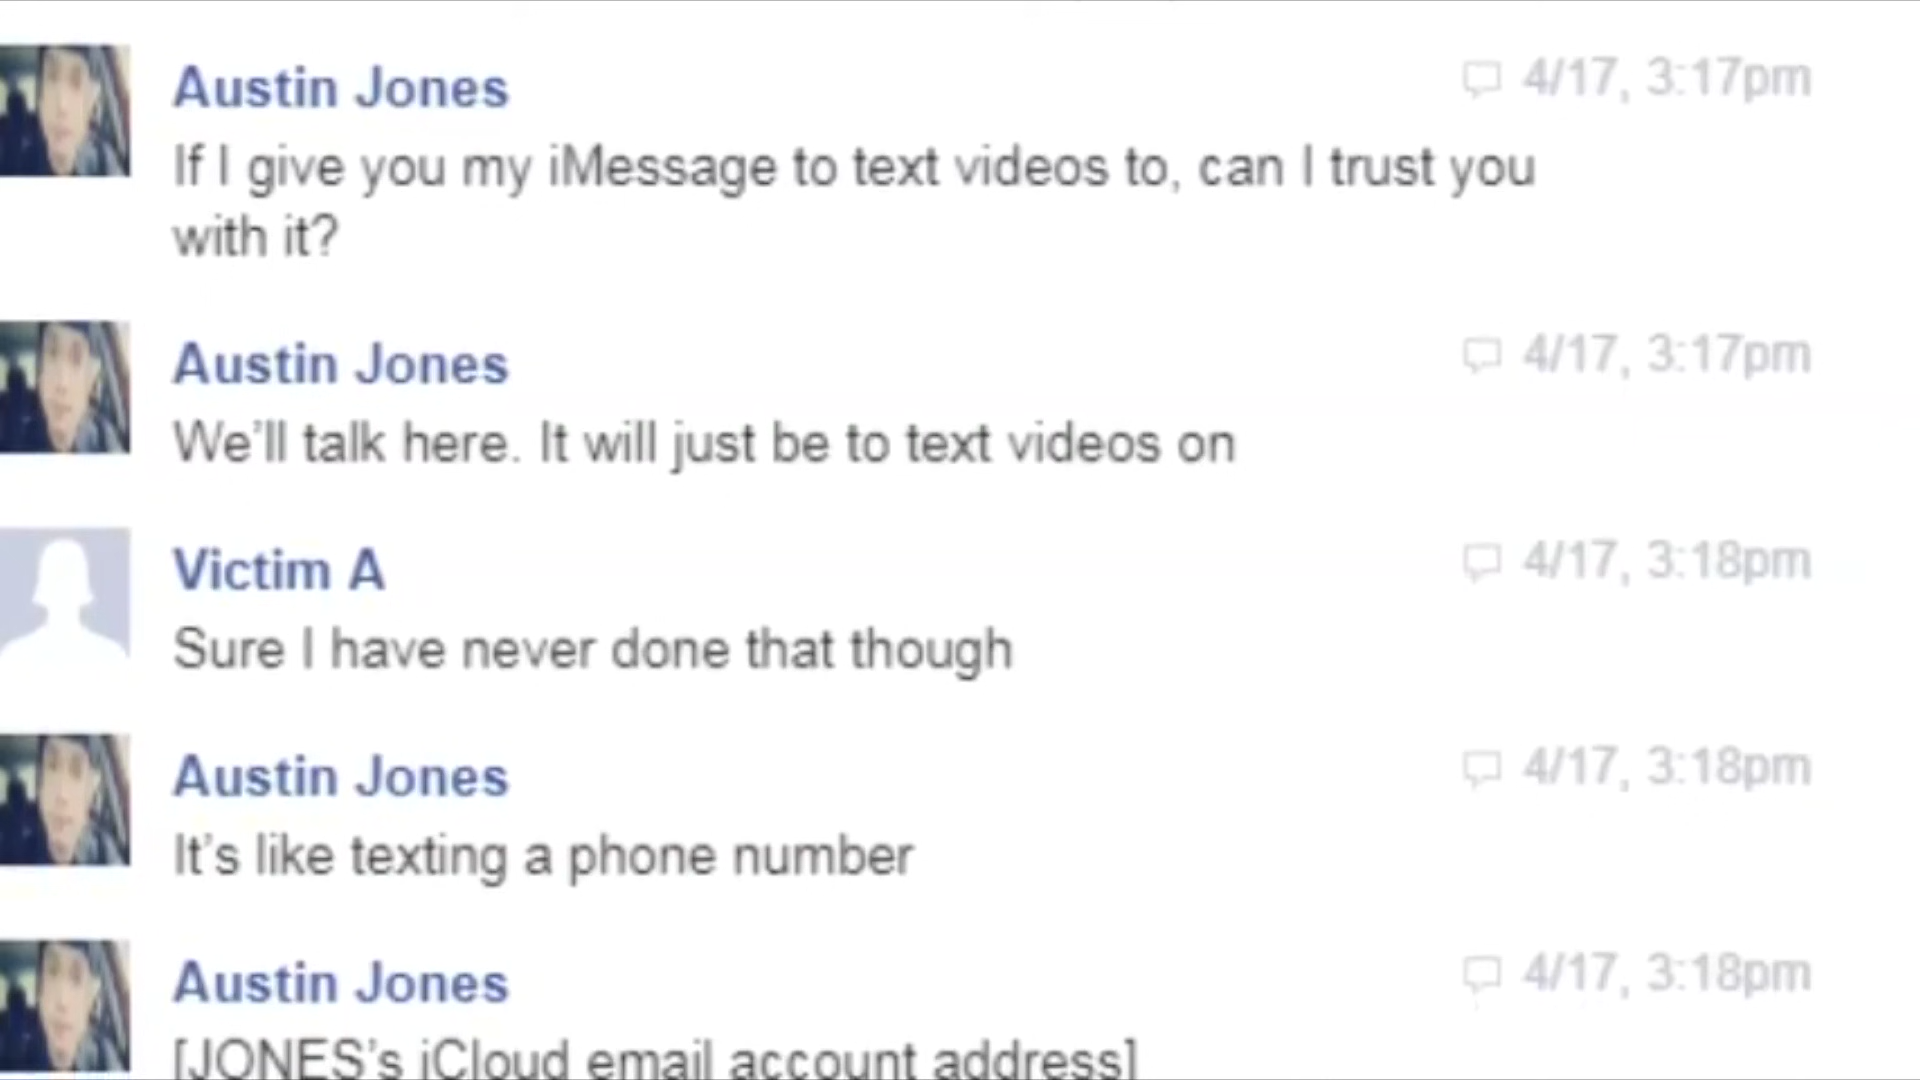 Austin Jones 4/17, 3:17pm
If I give you my iMessage to text videos to, can I trust you
with it?
Austin Jones 4/17, 3:17pm
We'll talk here. It will just be to text videos on
Victim A 4/17, 3:18pm
Sure I have never done that though
Austin Jones 4/17, 3:18pm
It's like texting a phone number
Austin Jones 4/17, 3:18pm
[JONES's iCloud email account address]